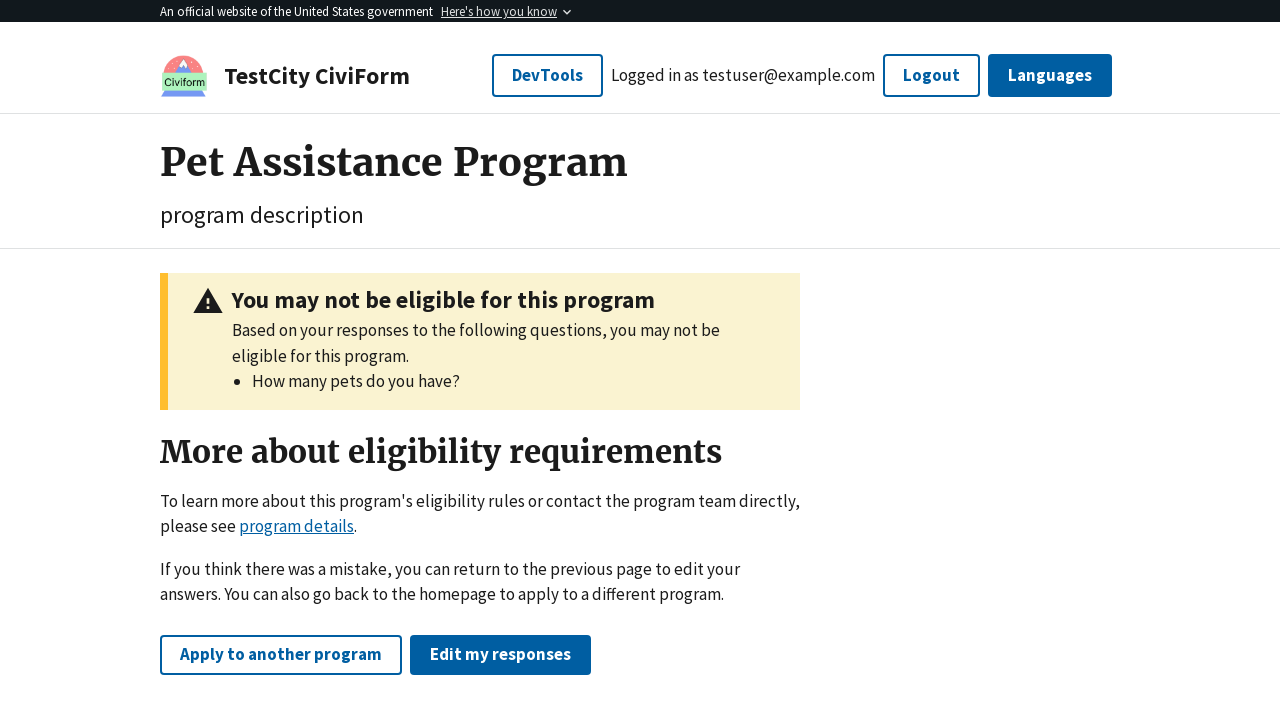 An official website of the United States government Here's how you know
Civiform
TestCity CiviForm
DevTools
Logged in as testuser@example.com
Logout
Languages
Pet Assistance Program
program description
You may not be eligible for this program
Based on your responses to the following questions, you may not be
eligible for this program.
• How many pets do you have?
More about eligibility requirements
To learn more about this program's eligibility rules or contact the program team directly,
please see program details.
If you think there was a mistake, you can return to the previous page to edit your
answers. You can also go back to the homepage to apply to a different program.
Apply to another program
Edit my responses